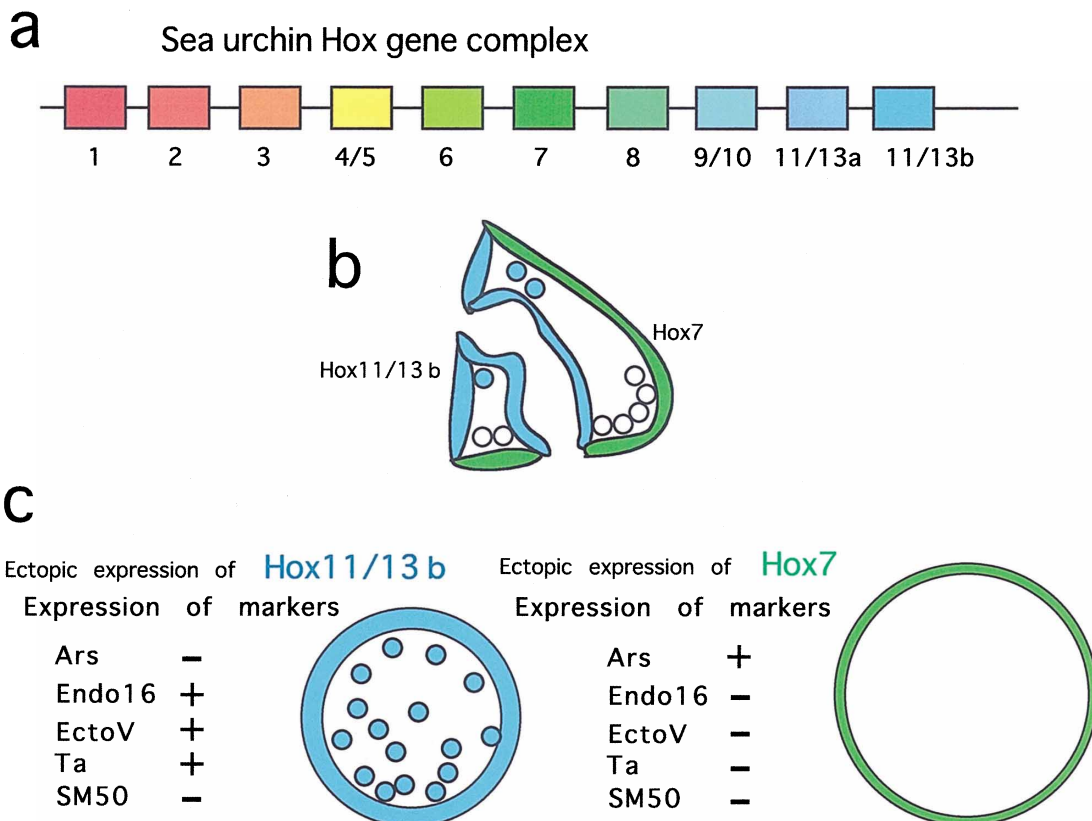 a
Sea urchin Hox gene complex
1 2 3 4/5 6 7 8 9/10 11/13a 11/13b
b
Hox7
Hox11/13 b
c
Ectopic expression of Hox11/13 b
Expression of markers
Ars −
Endo16 +
EctoV +
Ta +
SM50 −
Ectopic expression of Hox7
Expression of markers
Ars +
Endo16 −
EctoV −
Ta −
SM50 −